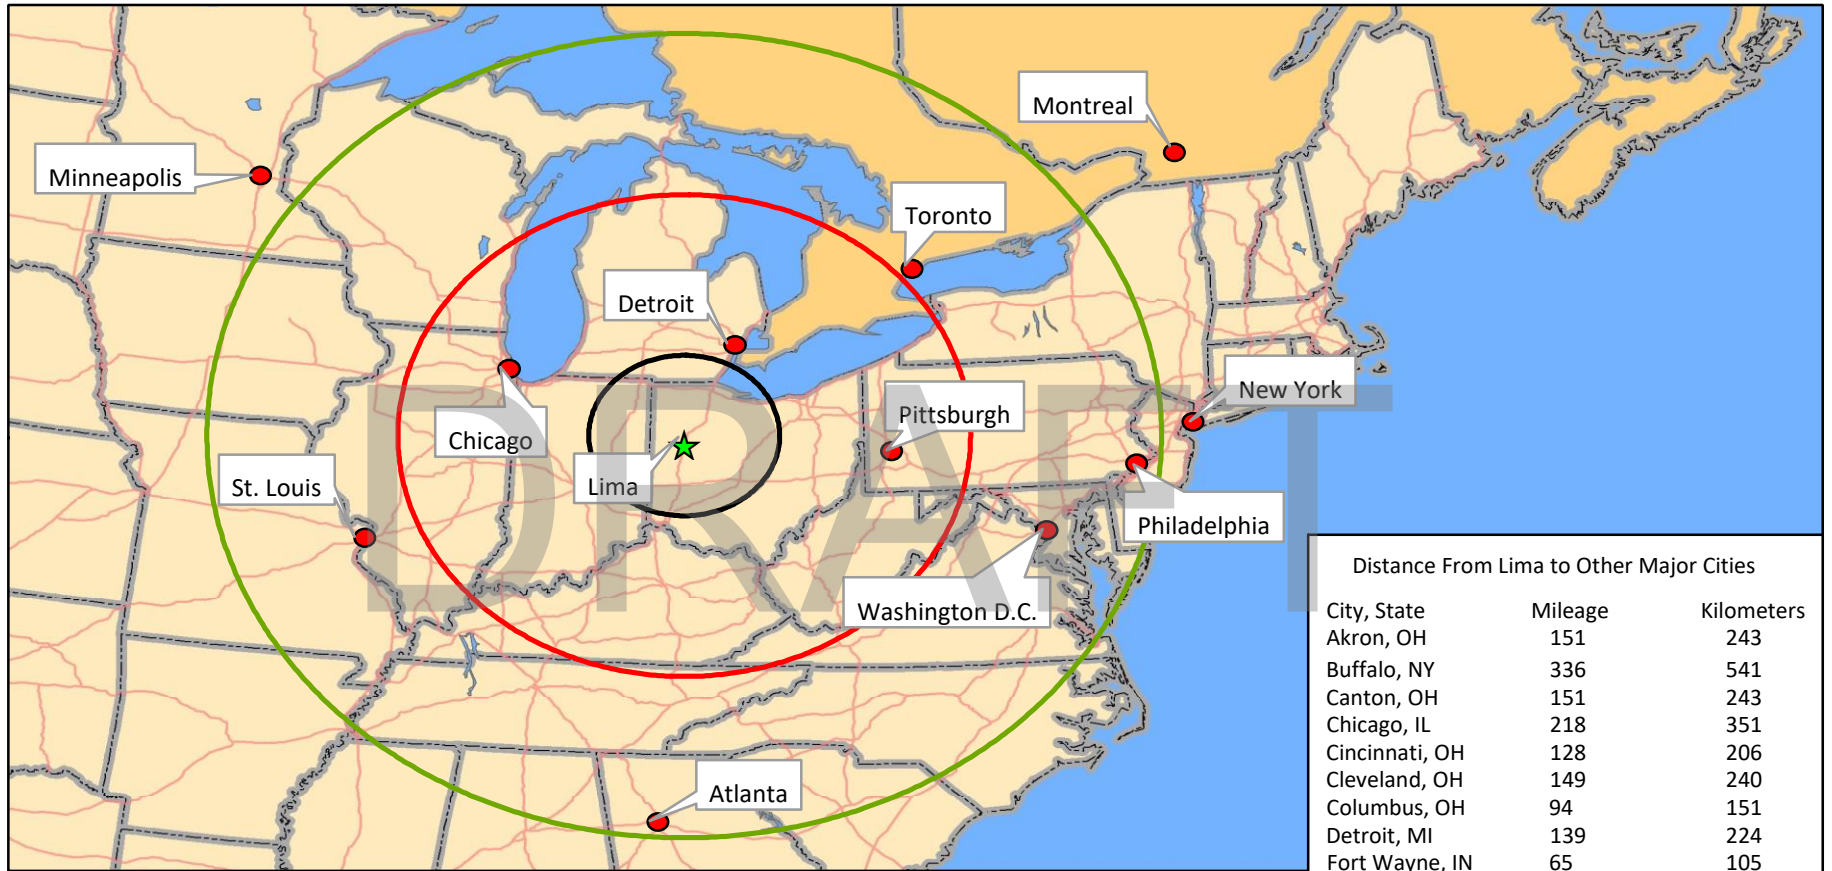 Montreal
Minneapolis
Toronto
Detroit
New York
Pittsburgh
Chicago
Lima
St. Louis
Philadelphia
Washington D.C.
Atlanta
DRAFT
Distance From Lima to Other Major Cities
City, State Mileage Kilometers
Akron, OH 151 243
Buffalo, NY 336 541
Canton, OH 151 243
Chicago, IL 218 351
Cincinnati, OH 128 206
Cleveland, OH 149 240
Columbus, OH 94 151
Detroit, MI 139 224
Fort Wayne, IN 65 105